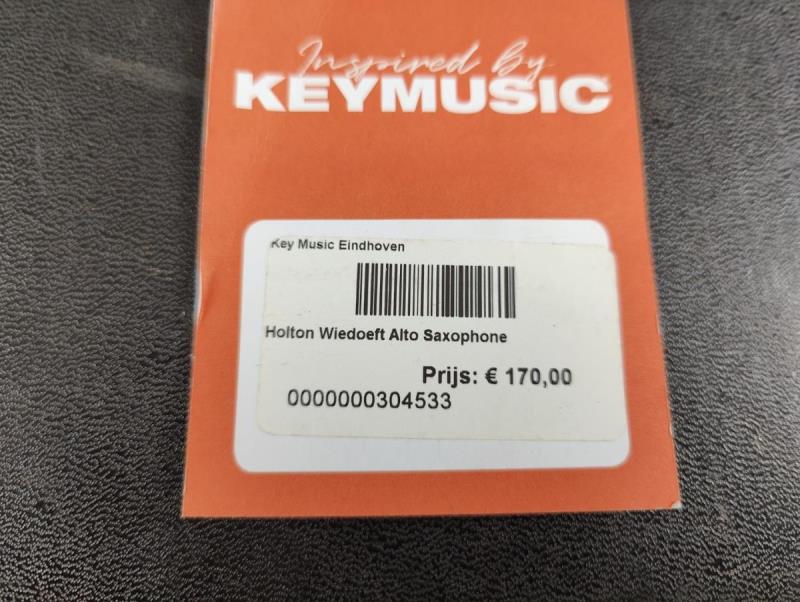 Inspired by
KEYMUSIC
Key Music Eindhoven
Holton Wiedoeft Alto Saxophone
Prijs: € 170,00
0000000304533